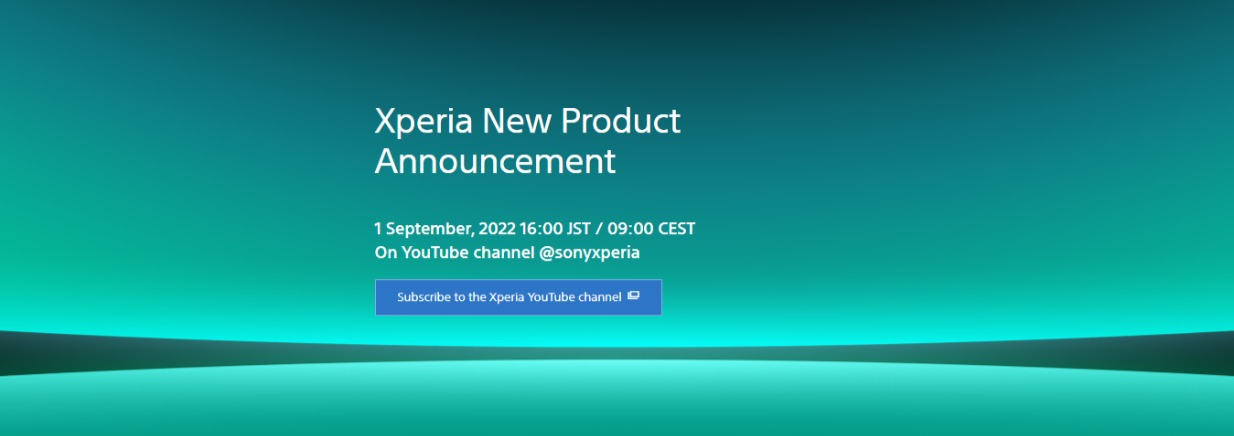 Xperia New Product
Announcement
1 September, 2022 16:00 JST / 09:00 CEST
On YouTube channel @sonyxperia
Subscribe to the Xperia YouTube channel